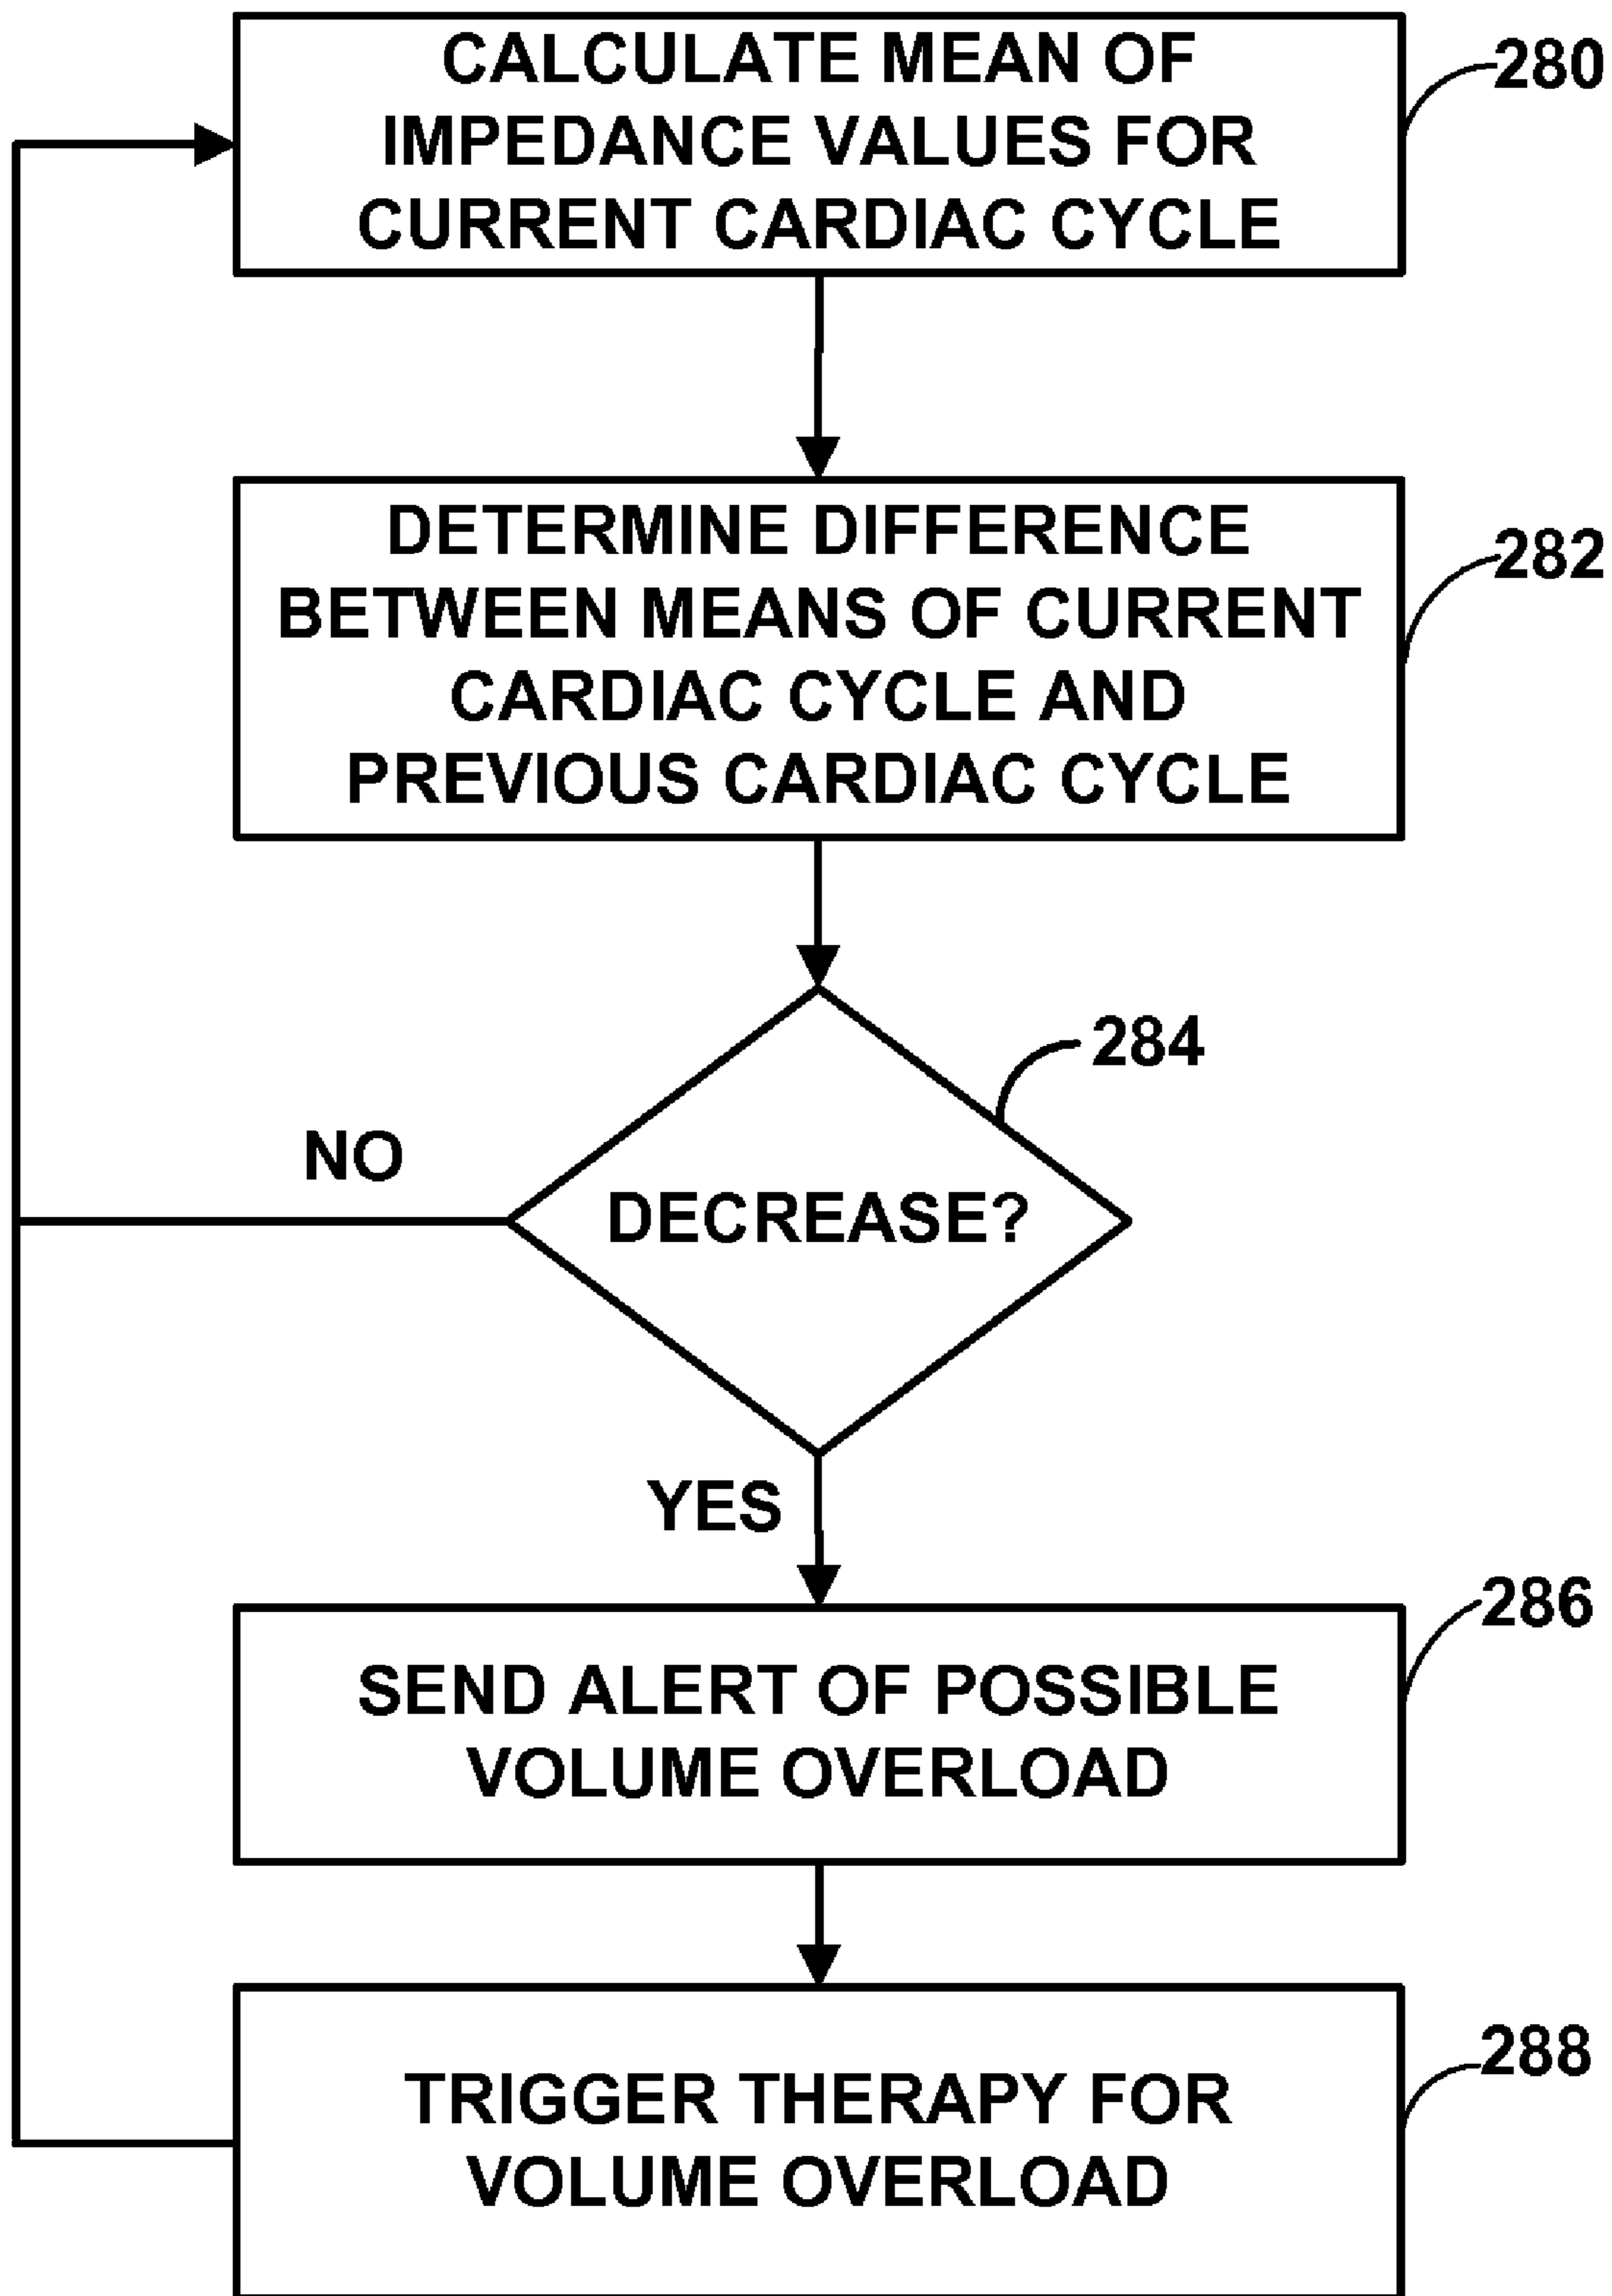 CALCULATE MEAN OF
IMPEDANCE VALUES FOR
CURRENT CARDIAC CYCLE
280
DETERMINE DIFFERENCE
BETWEEN MEANS OF CURRENT
CARDIAC CYCLE AND
PREVIOUS CARDIAC CYCLE
282
284
DECREASE?
NO
YES
SEND ALERT OF POSSIBLE
VOLUME OVERLOAD
286
TRIGGER THERAPY FOR
VOLUME OVERLOAD
288